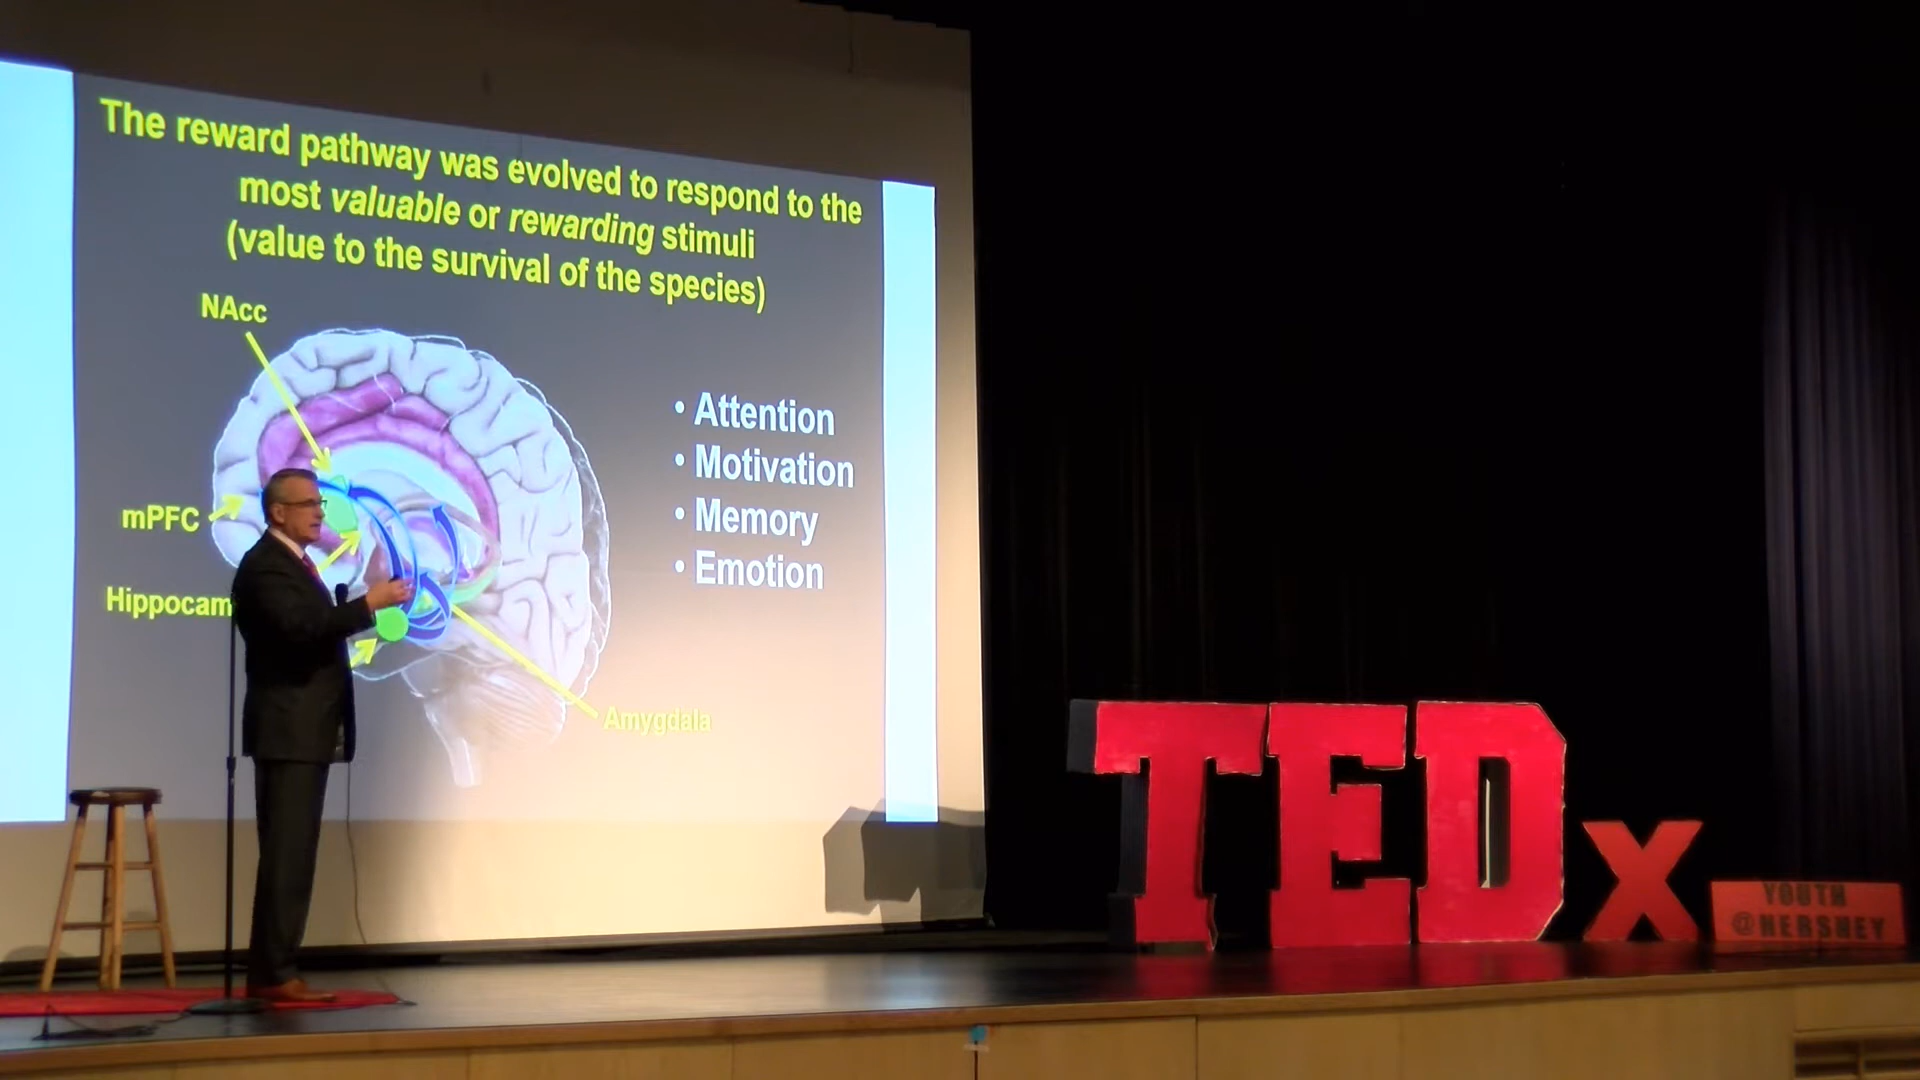 The reward pathway was evolved to respond to the
most valuable or rewarding stimuli
(value to the survival of the species)
NAcc
mPFC
Hippocam
Amygdala
• Attention
• Motivation
• Memory
• Emotion
TEDx
YOUTH
@HERSHEY